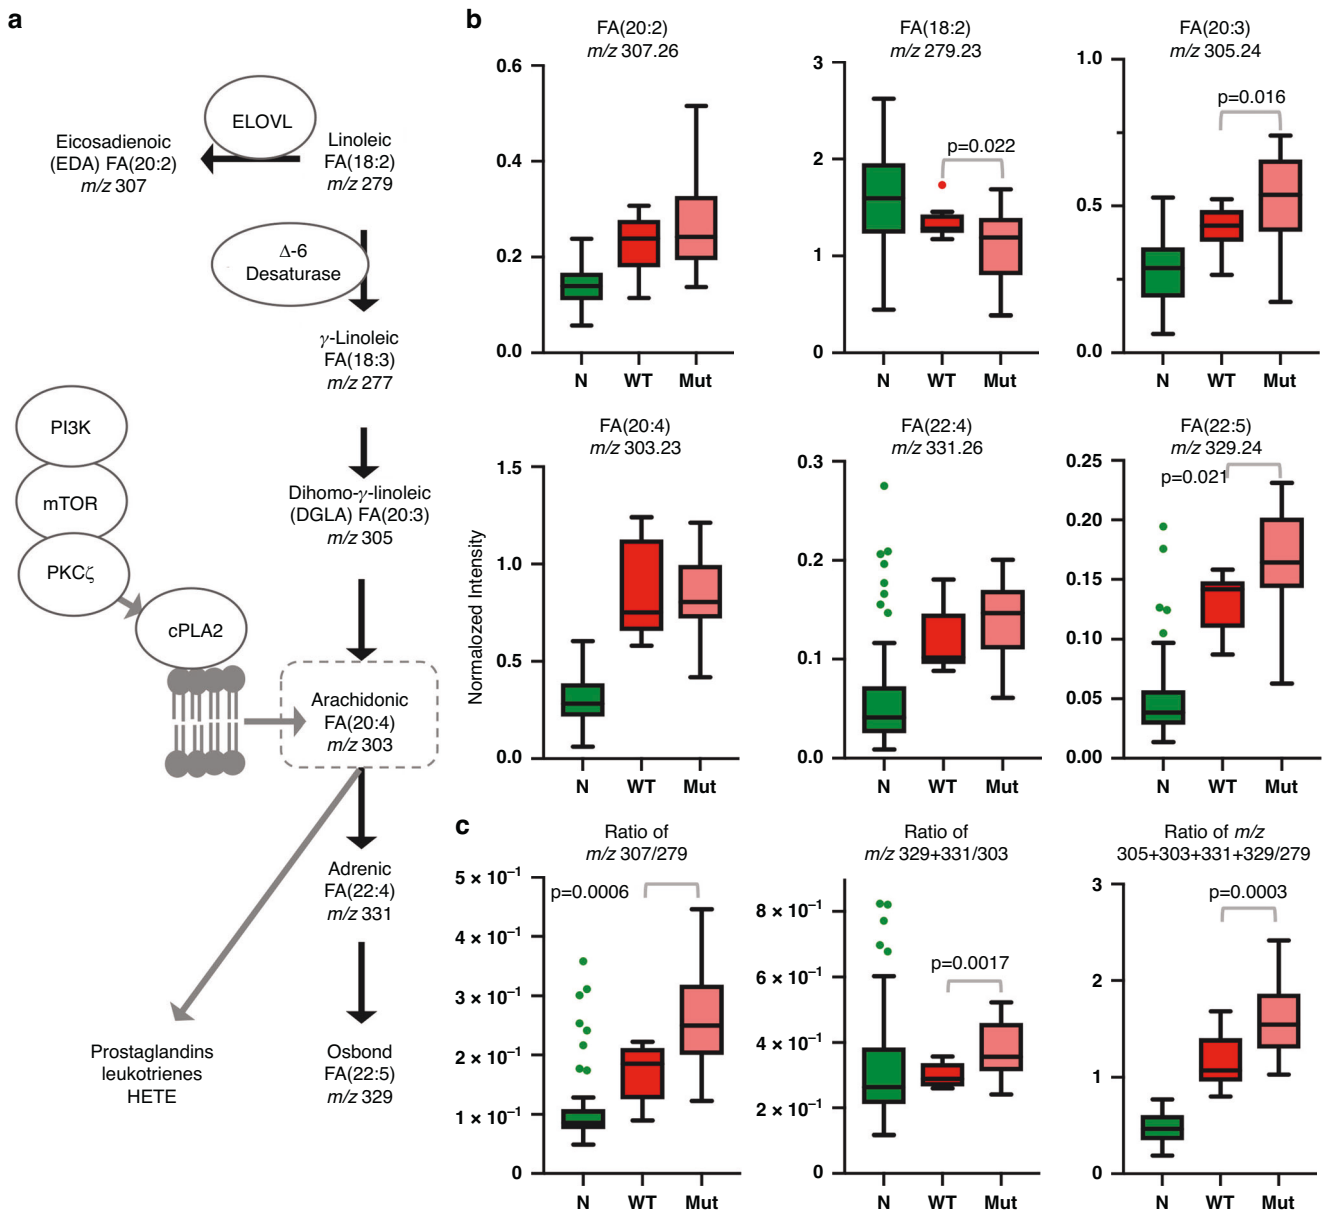 a
ELOVL
Eicosadienoic
(EDA) FA(20:2)
m/z 307
Linoleic
FA(18:2)
m/z 279
Δ-6
Desaturase
γ-Linoleic
FA(18:3)
m/z 277
PI3K
mTOR
PKCζ
cPLA2
Dihomo-γ-linoleic
(DGLA) FA(20:3)
m/z 305
Arachidonic
FA(20:4)
m/z 303
Adrenic
FA(22:4)
m/z 331
Prostaglandins
leukotrienes
HETE
Osbond
FA(22:5)
m/z 329
b
FA(20:2)
m/z 307.26
0.6
0.4
0.2
0.0
N WT Mut
FA(18:2)
m/z 279.23
3
2
1
0
p=0.022
N WT Mut
FA(20:3)
m/z 305.24
1.0
0.5
0.0
p=0.016
N WT Mut
Normalozed Intensity
FA(20:4)
m/z 303.23
1.5
1.0
0.5
0.0
N WT Mut
FA(22:4)
m/z 331.26
0.3
0.2
0.1
0.0
N WT Mut
FA(22:5)
m/z 329.24
p=0.021
0.25
0.20
0.15
0.10
0.05
0.00
N WT Mut
c
Ratio of
m/z 307/279
5 × 10⁻¹
4 × 10⁻¹
3 × 10⁻¹
2 × 10⁻¹
1 × 10⁻¹
0
p=0.0006
N WT Mut
Ratio of
m/z 329+331/303
8 × 10⁻¹
6 × 10⁻¹
4 × 10⁻¹
2 × 10⁻¹
0
p=0.0017
N WT Mut
Ratio of m/z
305+303+331+329/279
3
2
1
0
p=0.0003
N WT Mut